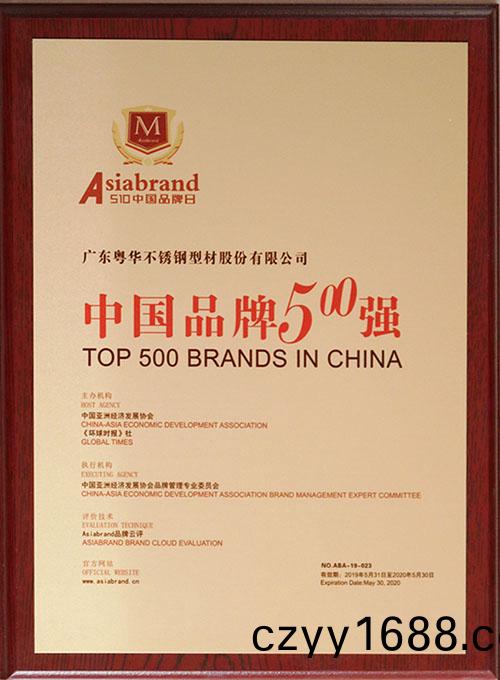 M
Asiabrand
Asiabrand
510中国品牌日
广东粤华不锈钢型材股份有限公司
中国品牌500强
TOP 500 BRANDS IN CHINA
主办机构
HOST AGENCY
中国亚洲经济发展协会
CHINA-ASIA ECONOMIC DEVELOPMENT ASSOCIATION
《环球时报》社
GLOBAL TIMES
执行机构
EXECUTING AGENCY
中国亚洲经济发展协会品牌管理专业委员会
CHINA-ASIA ECONOMIC DEVELOPMENT ASSOCIATION BRAND MANAGEMENT EXPERT COMMITTEE
评价技术
EVALUATION TECHNIQUE
Asiabrand品牌云评
ASIABRAND BRAND CLOUD EVALUATION
官方网站
OFFICIAL WEBSITE
www.asiabrand.cn
NO.ABA-19-023
有效期：2019年5月31日至2020年5月30日
Expiration Date:May 30, 2020
czyy1688.c